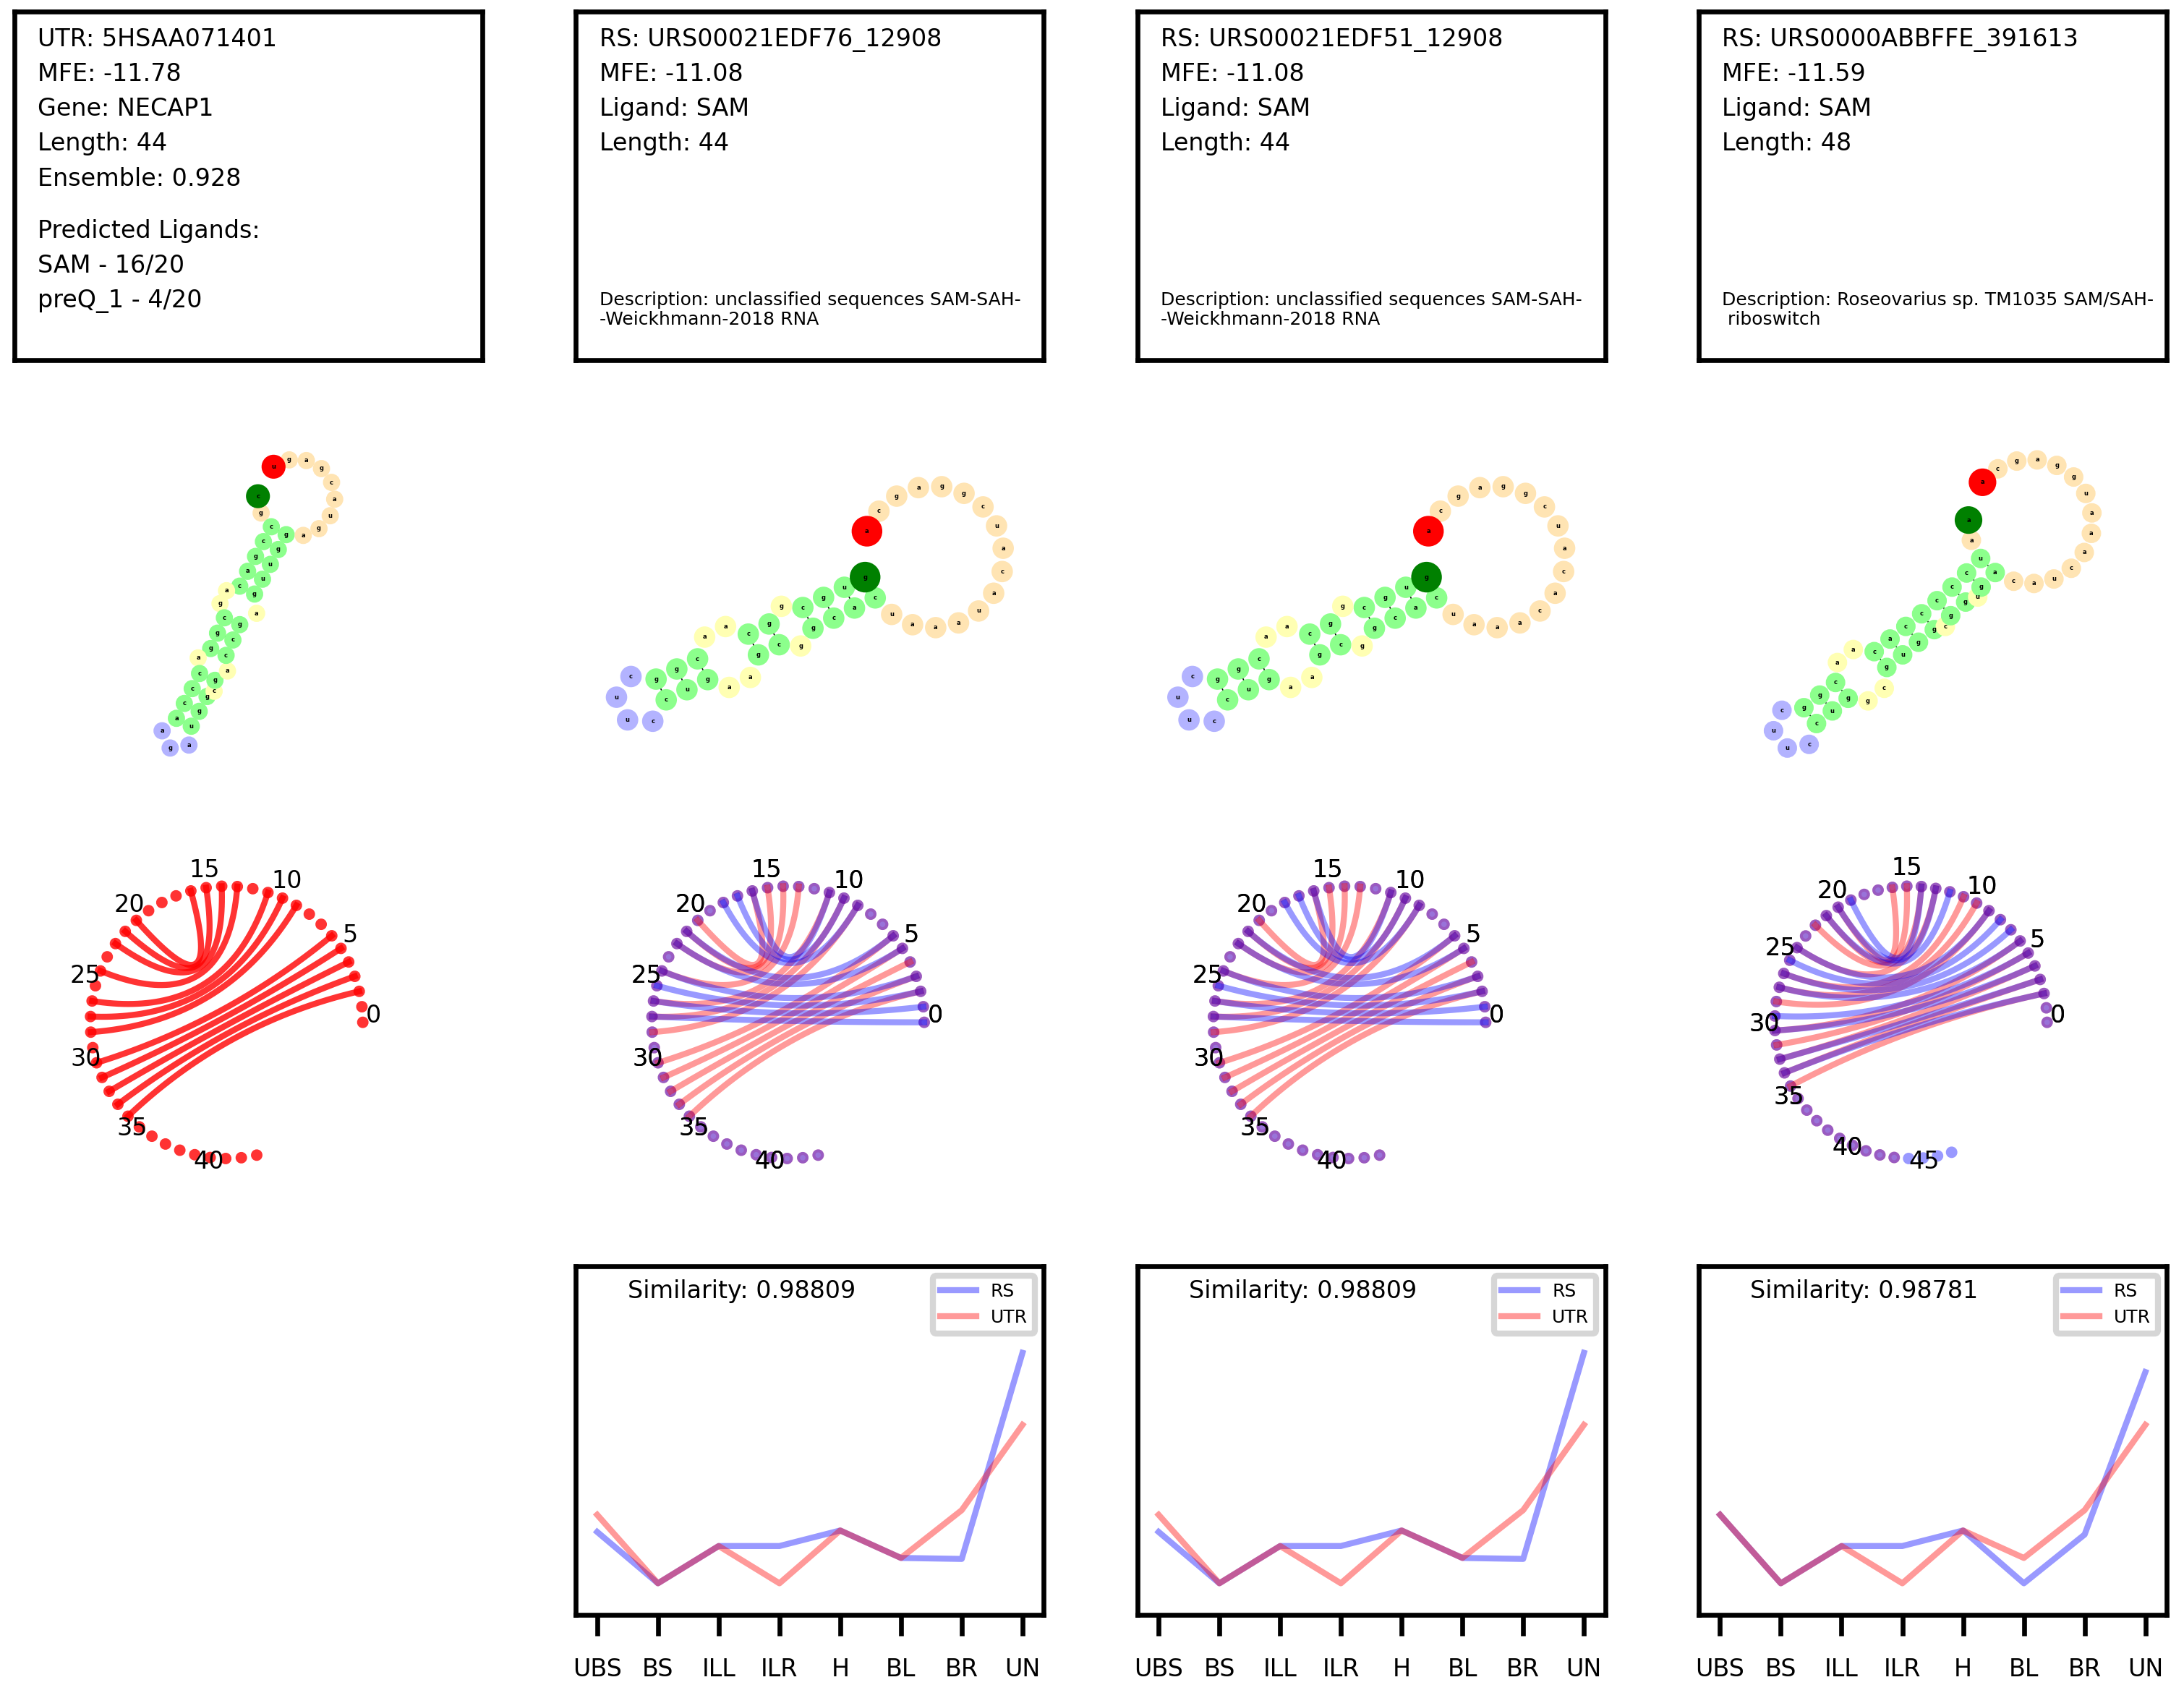 UTR: 5HSAA071401
MFE: -11.78
Gene: NECAP1
Length: 44
Ensemble: 0.928
Predicted Ligands:
SAM - 16/20
preQ_1 - 4/20
RS: URS00021EDF76_12908
MFE: -11.08
Ligand: SAM
Length: 44
Description: unclassified sequences SAM-SAH-
-Weickhmann-2018 RNA
RS: URS00021EDF51_12908
MFE: -11.08
Ligand: SAM
Length: 44
Description: unclassified sequences SAM-SAH-
-Weickhmann-2018 RNA
RS: URS0000ABBFFE_391613
MFE: -11.59
Ligand: SAM
Length: 48
Description: Roseovarius sp. TM1035 SAM/SAH-
riboswitch
0 5 10 15 20 25 30 35 40
0 5 10 15 20 25 30 35 40
0 5 10 15 20 25 30 35 40
0 5 10 15 20 25 30 35 40 45
Similarity: 0.98809
RS
UTR
UBS BS ILL ILR H BL BR UN
Similarity: 0.98809
RS
UTR
UBS BS ILL ILR H BL BR UN
Similarity: 0.98781
RS
UTR
UBS BS ILL ILR H BL BR UN